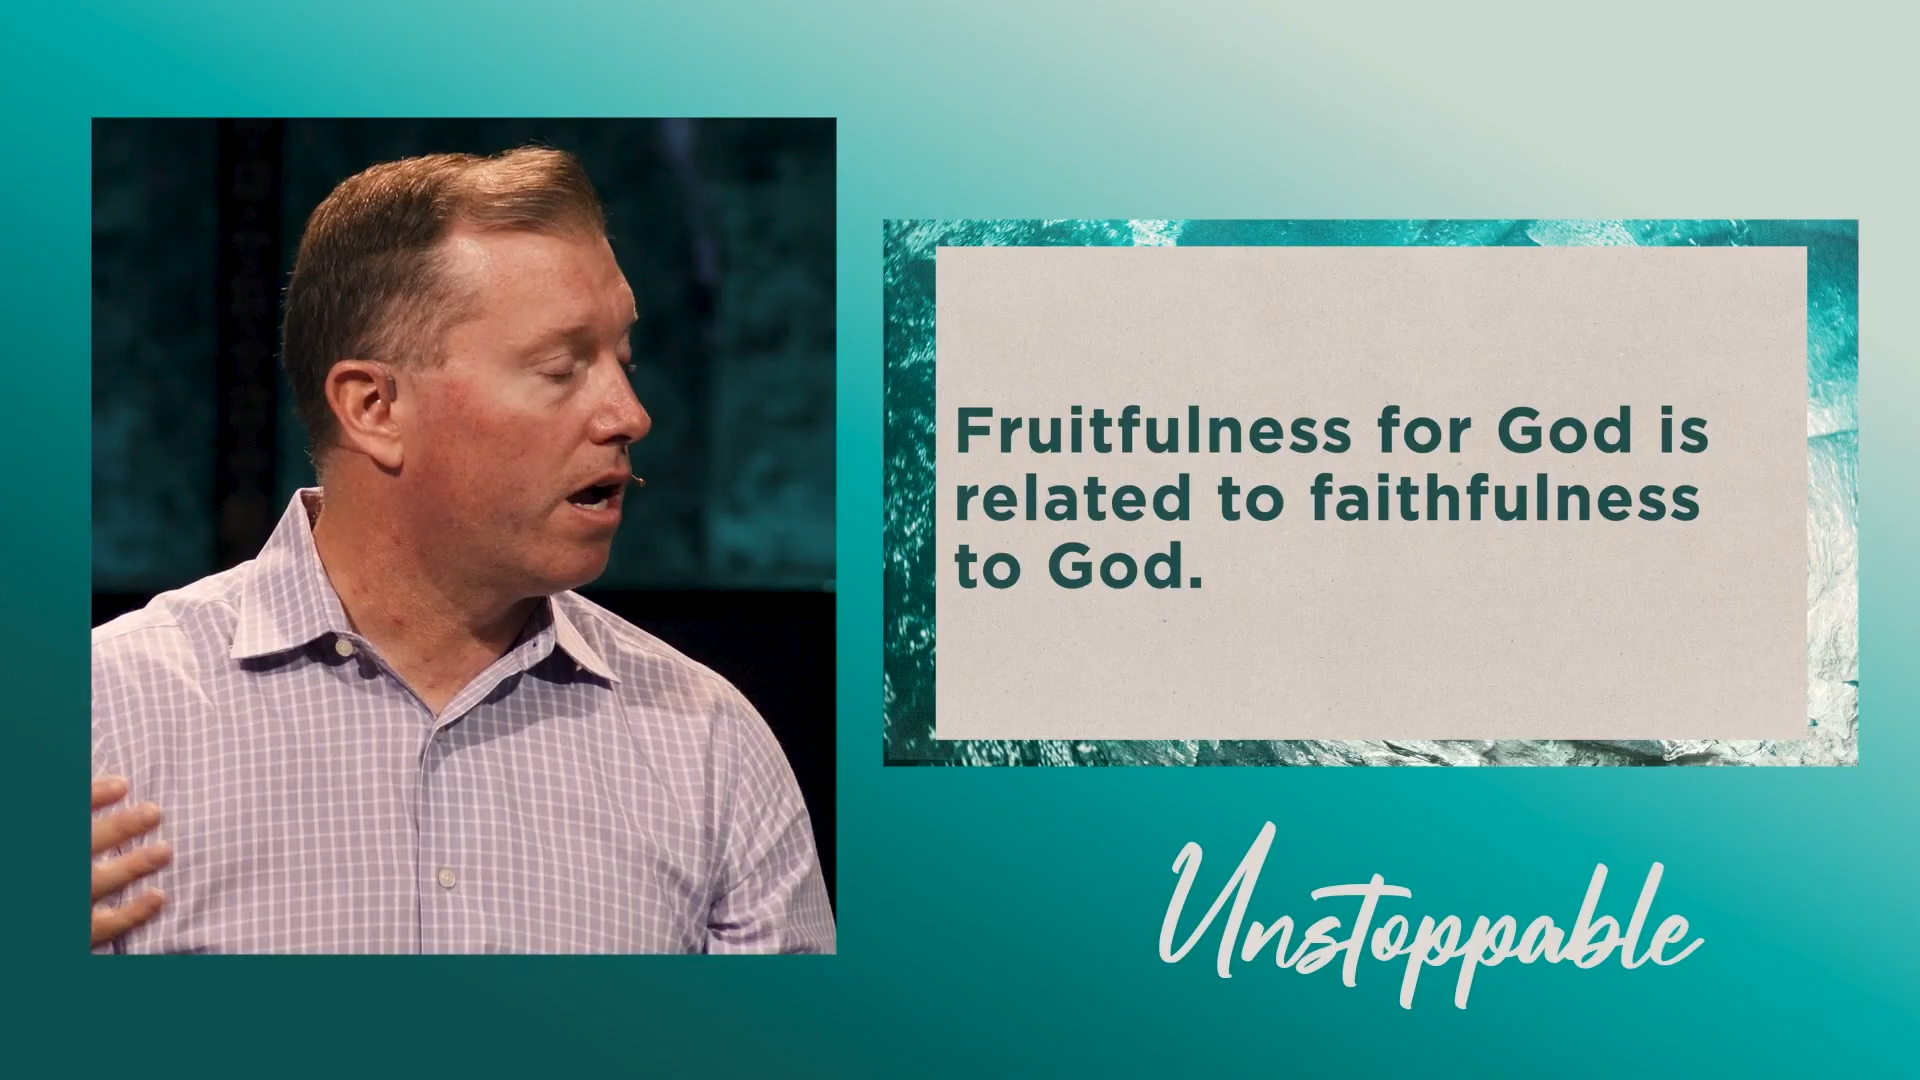 Fruitfulness for God is
related to faithfulness
to God.
Unstoppable